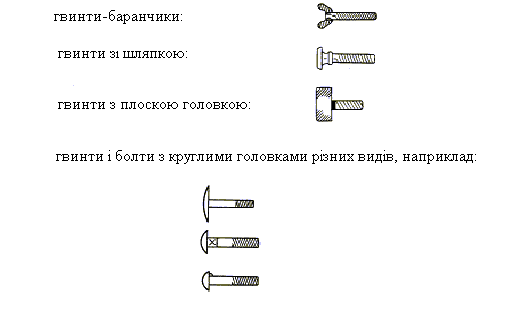 гвинти-баранчики:
гвинти зі шляпкою:
гвинти з плоскою головкою:
гвинти і болти з круглими головками різних видів, наприклад: